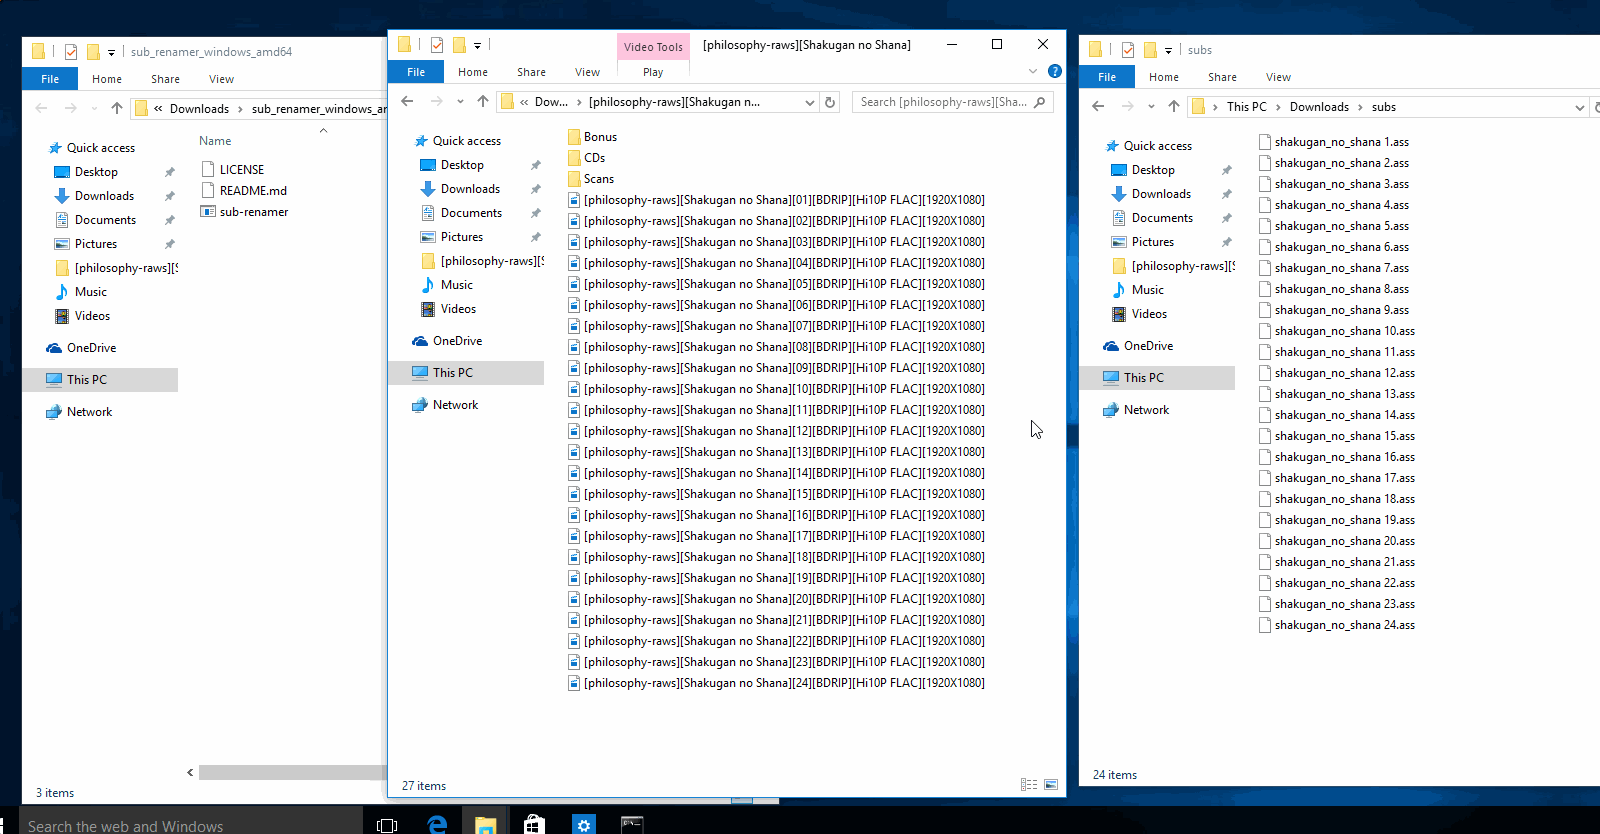 sub_renamer_windows_amd64
File Home Share View
« Downloads › sub_renamer_windows_ar
Quick access
Desktop
Downloads
Documents
Pictures
[philosophy-raws][S
Music
Videos
OneDrive
This PC
Network
Name
LICENSE
README.md
sub-renamer
3 items
Video Tools
[philosophy-raws][Shakugan no Shana]
File Home Share View Play
« Dow... › [philosophy-raws][Shakugan n...
Search [philosophy-raws][Sha...
Quick access
Desktop
Downloads
Documents
Pictures
[philosophy-raws][S
Music
Videos
OneDrive
This PC
Network
Bonus
CDs
Scans
[philosophy-raws][Shakugan no Shana][01][BDRIP][Hi10P FLAC][1920X1080]
[philosophy-raws][Shakugan no Shana][02][BDRIP][Hi10P FLAC][1920X1080]
[philosophy-raws][Shakugan no Shana][03][BDRIP][Hi10P FLAC][1920X1080]
[philosophy-raws][Shakugan no Shana][04][BDRIP][Hi10P FLAC][1920X1080]
[philosophy-raws][Shakugan no Shana][05][BDRIP][Hi10P FLAC][1920X1080]
[philosophy-raws][Shakugan no Shana][06][BDRIP][Hi10P FLAC][1920X1080]
[philosophy-raws][Shakugan no Shana][07][BDRIP][Hi10P FLAC][1920X1080]
[philosophy-raws][Shakugan no Shana][08][BDRIP][Hi10P FLAC][1920X1080]
[philosophy-raws][Shakugan no Shana][09][BDRIP][Hi10P FLAC][1920X1080]
[philosophy-raws][Shakugan no Shana][10][BDRIP][Hi10P FLAC][1920X1080]
[philosophy-raws][Shakugan no Shana][11][BDRIP][Hi10P FLAC][1920X1080]
[philosophy-raws][Shakugan no Shana][12][BDRIP][Hi10P FLAC][1920X1080]
[philosophy-raws][Shakugan no Shana][13][BDRIP][Hi10P FLAC][1920X1080]
[philosophy-raws][Shakugan no Shana][14][BDRIP][Hi10P FLAC][1920X1080]
[philosophy-raws][Shakugan no Shana][15][BDRIP][Hi10P FLAC][1920X1080]
[philosophy-raws][Shakugan no Shana][16][BDRIP][Hi10P FLAC][1920X1080]
[philosophy-raws][Shakugan no Shana][17][BDRIP][Hi10P FLAC][1920X1080]
[philosophy-raws][Shakugan no Shana][18][BDRIP][Hi10P FLAC][1920X1080]
[philosophy-raws][Shakugan no Shana][19][BDRIP][Hi10P FLAC][1920X1080]
[philosophy-raws][Shakugan no Shana][20][BDRIP][Hi10P FLAC][1920X1080]
[philosophy-raws][Shakugan no Shana][21][BDRIP][Hi10P FLAC][1920X1080]
[philosophy-raws][Shakugan no Shana][22][BDRIP][Hi10P FLAC][1920X1080]
[philosophy-raws][Shakugan no Shana][23][BDRIP][Hi10P FLAC][1920X1080]
[philosophy-raws][Shakugan no Shana][24][BDRIP][Hi10P FLAC][1920X1080]
27 items
subs
File Home Share View
› This PC › Downloads › subs
Quick access
Desktop
Downloads
Documents
Pictures
[philosophy-raws][S
Music
Videos
OneDrive
This PC
Network
shakugan_no_shana 1.ass
shakugan_no_shana 2.ass
shakugan_no_shana 3.ass
shakugan_no_shana 4.ass
shakugan_no_shana 5.ass
shakugan_no_shana 6.ass
shakugan_no_shana 7.ass
shakugan_no_shana 8.ass
shakugan_no_shana 9.ass
shakugan_no_shana 10.ass
shakugan_no_shana 11.ass
shakugan_no_shana 12.ass
shakugan_no_shana 13.ass
shakugan_no_shana 14.ass
shakugan_no_shana 15.ass
shakugan_no_shana 16.ass
shakugan_no_shana 17.ass
shakugan_no_shana 18.ass
shakugan_no_shana 19.ass
shakugan_no_shana 20.ass
shakugan_no_shana 21.ass
shakugan_no_shana 22.ass
shakugan_no_shana 23.ass
shakugan_no_shana 24.ass
24 items
Search the web and Windows